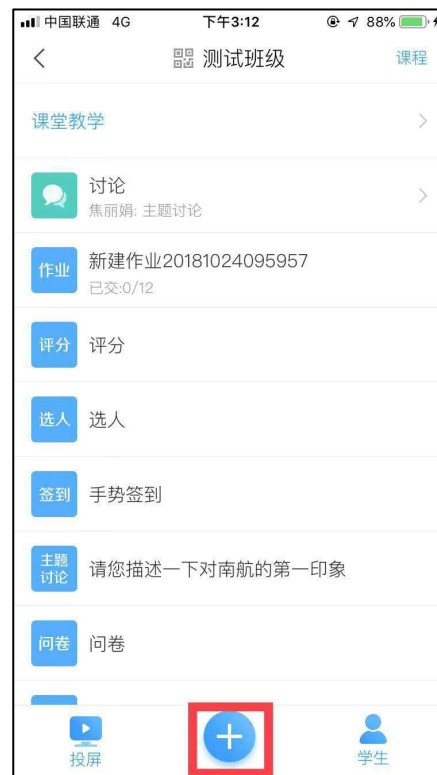 中国联通 4G 下午3:12 88%
测试班级 课程
课堂教学
讨论
焦丽娟: 主题讨论
作业 新建作业20181024095957
已交:0/12
评分 评分
选人 选人
签到 手势签到
主题
讨论 请您描述一下对南航的第一印象
问卷 问卷
投屏 学生